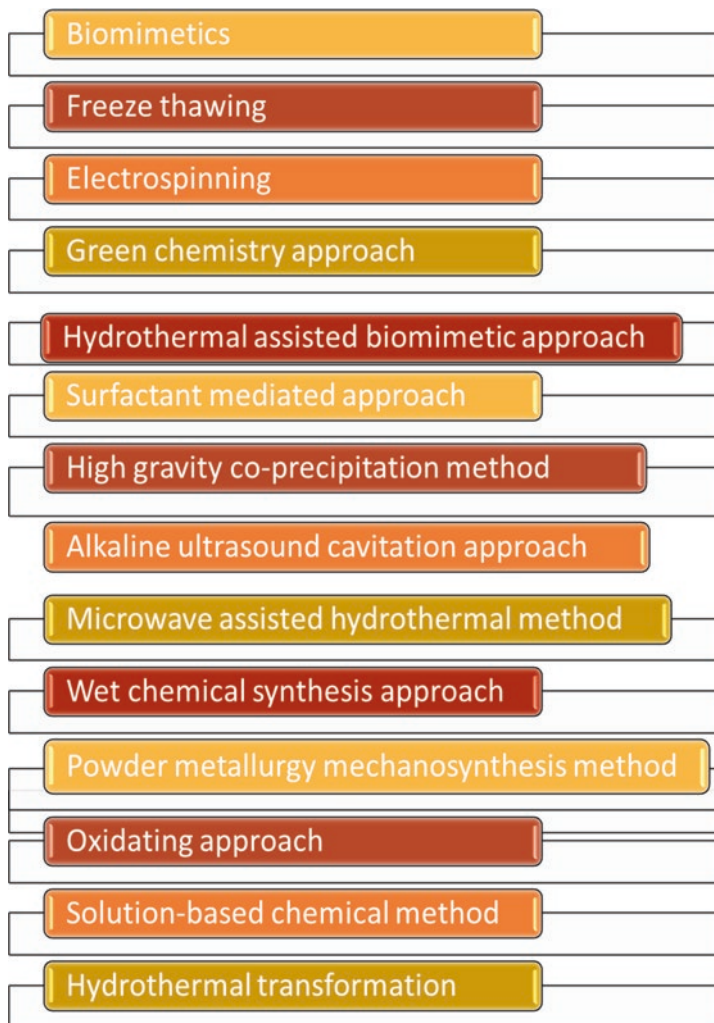 Biomimetics
Freeze thawing
Electrospinning
Green chemistry approach
Hydrothermal assisted biomimetic approach
Surfactant mediated approach
High gravity co-precipitation method
Alkaline ultrasound cavitation approach
Microwave assisted hydrothermal method
Wet chemical synthesis approach
Powder metallurgy mechanosynthesis method
Oxidating approach
Solution-based chemical method
Hydrothermal transformation